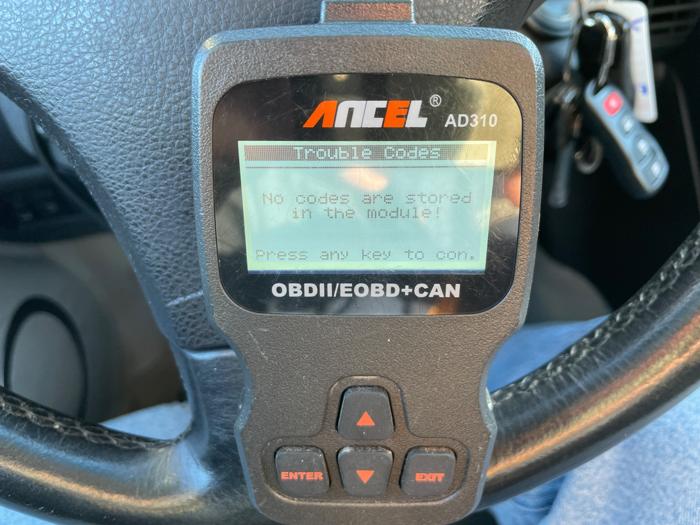 ANCEL® AD310
Trouble Codes
No codes are stored
in the module!
Press any key to con.
OBDII/EOBD+CAN
ENTER
EXIT